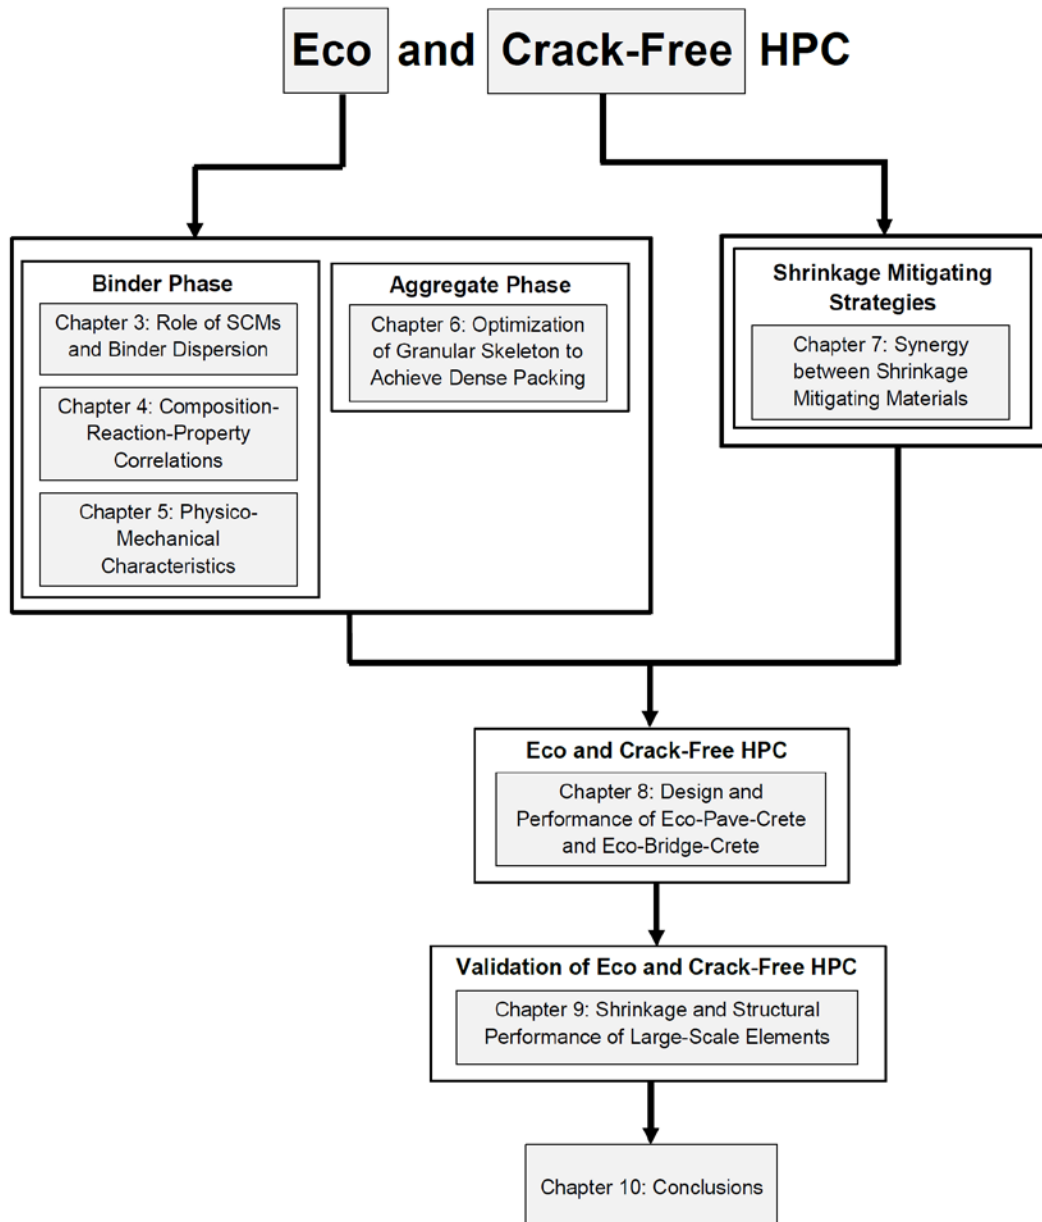 Eco and Crack-Free HPC
Binder Phase
Chapter 3: Role of SCMs
and Binder Dispersion
Chapter 4: Composition-
Reaction-Property
Correlations
Chapter 5: Physico-
Mechanical
Characteristics
Aggregate Phase
Chapter 6: Optimization
of Granular Skeleton to
Achieve Dense Packing
Shrinkage Mitigating
Strategies
Chapter 7: Synergy
between Shrinkage
Mitigating Materials
Eco and Crack-Free HPC
Chapter 8: Design and
Performance of Eco-Pave-Crete
and Eco-Bridge-Crete
Validation of Eco and Crack-Free HPC
Chapter 9: Shrinkage and Structural
Performance of Large-Scale Elements
Chapter 10: Conclusions